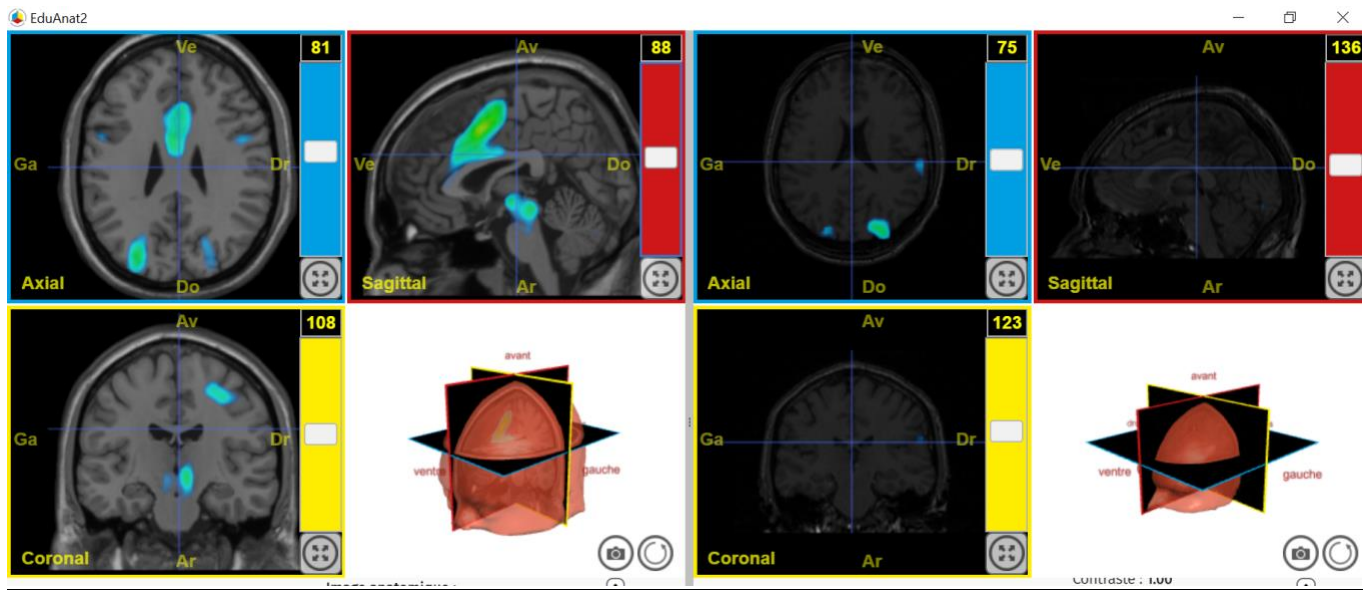 EduAnat2
Ve
81
Ga
Dr
Axial
Do
Av
88
Ve
Do
Sagittal
Ar
Av
108
Ga
Dr
Coronal
Ar
avant
ventre
gauche
Ve
75
Ga
Dr
Axial
Do
Av
136
Ve
Do
Sagittal
Ar
Av
123
Ga
Dr
Coronal
Ar
avant
ventre
gauche
Contraste : 1.00